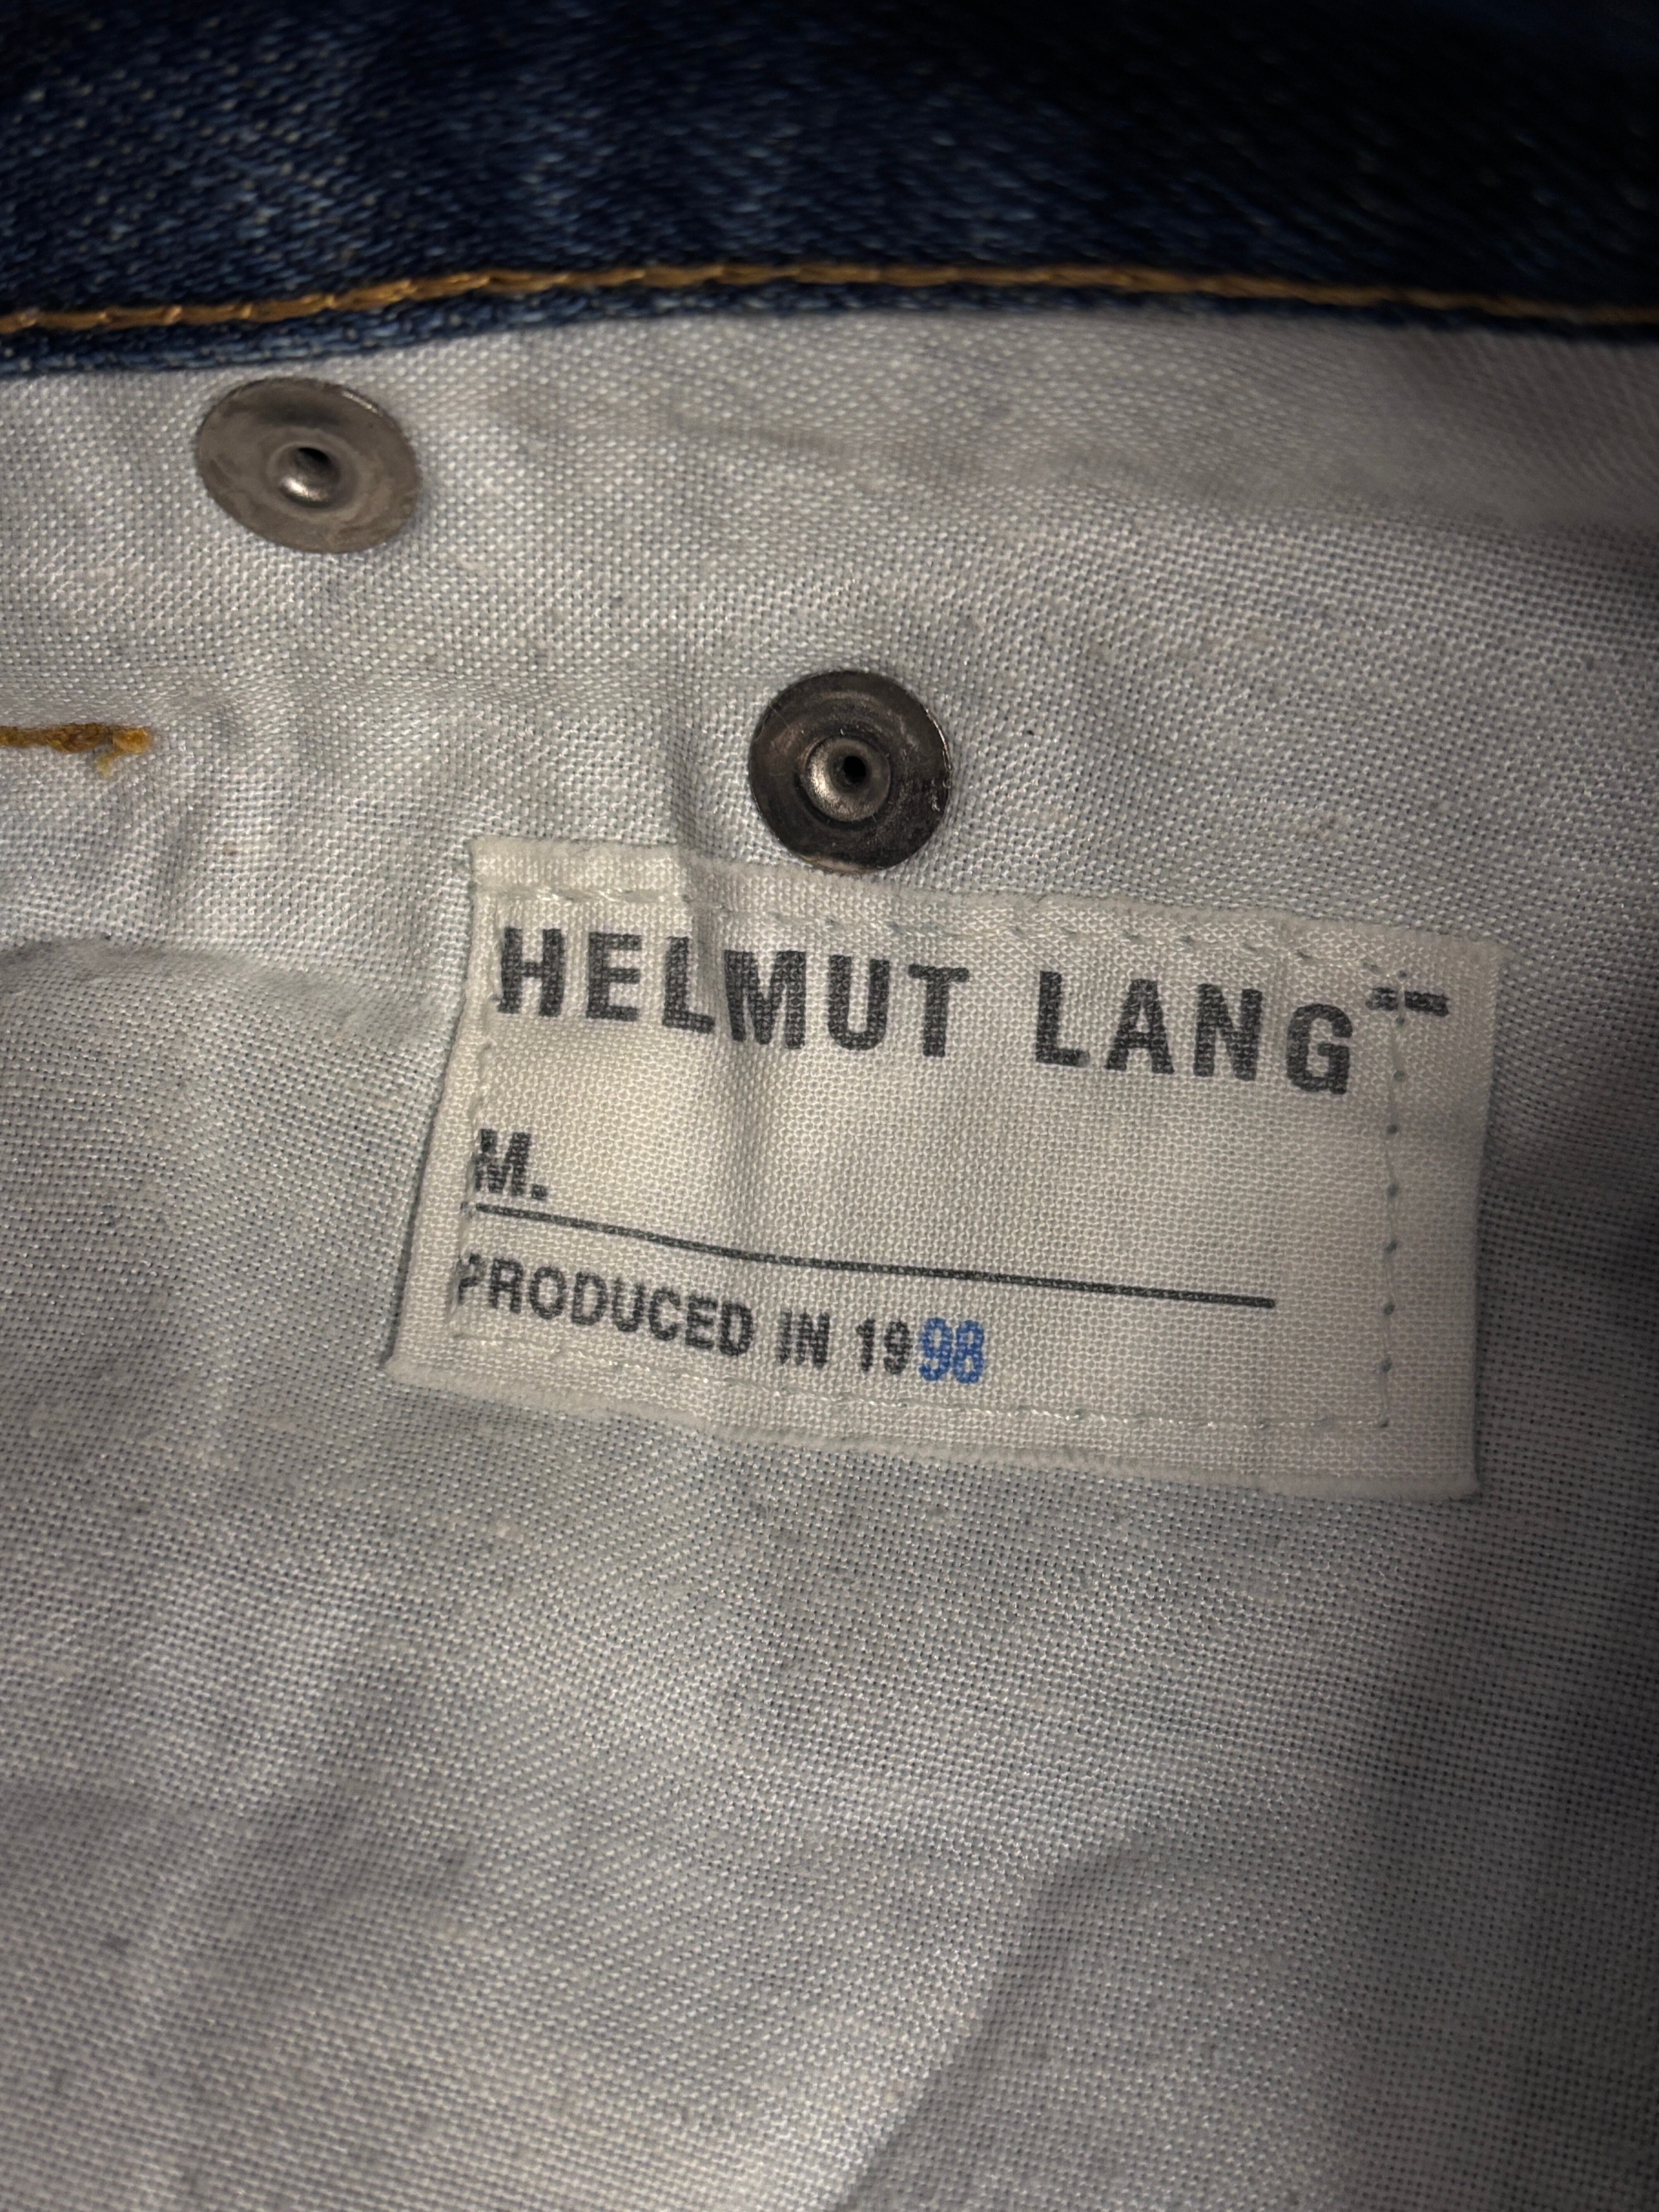 HELMUT LANG
M.
PRODUCED IN 1998